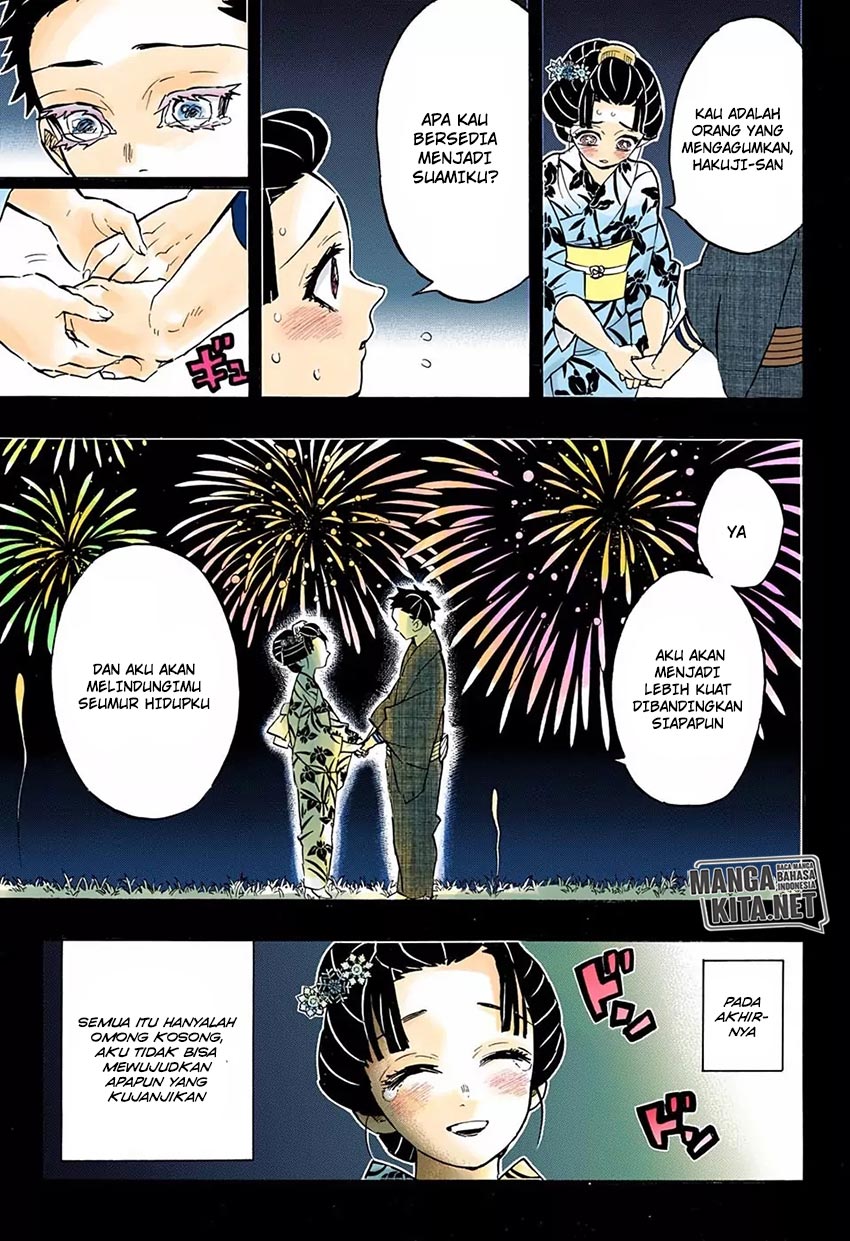 KAU ADALAH
ORANG YANG
MENGAGUMKAN,
HAKUJI-SAN
APA KAU
BERSEDIA
MENJADI
SUAMIKU?
ギュ
YA
AKU AKAN
MENJADI
LEBIH KUAT
DIBANDINGKAN
SIAPAPUN
DAN AKU AKAN
MELINDUNGIMU
SEUMUR HIDUPKU
MANGA BACA MANGA
BAHASA
INDONESIA
KITA.NET
PADA
AKHIR-
NYA
ドン
ドン
SEMUA ITU HANYALAH
OMONG KOSONG,
AKU TIDAK BISA
MEWUJUDKAN
APAPUN YANG
KUJANJIKAN